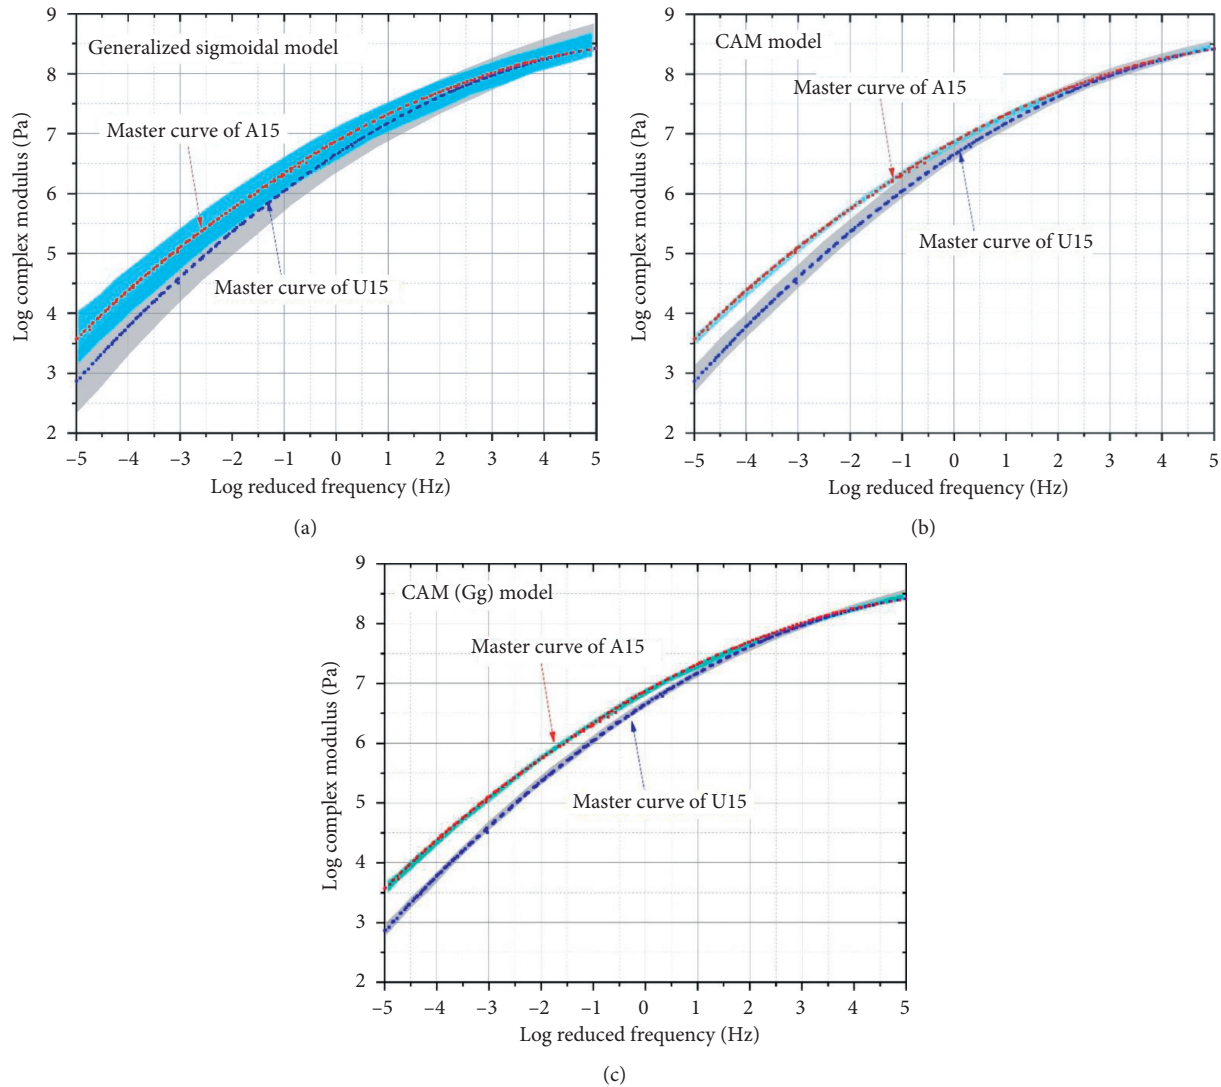 Generalized sigmoidal model
Master curve of A15
Master curve of U15
Log complex modulus (Pa)
9
8
7
6
5
4
3
2
–5 –4 –3 –2 –1 0 1 2 3 4 5
Log reduced frequency (Hz)
(a)
CAM model
Master curve of A15
Master curve of U15
Log complex modulus (Pa)
9
8
7
6
5
4
3
2
–5 –4 –3 –2 –1 0 1 2 3 4 5
Log reduced frequency (Hz)
(b)
CAM (Gg) model
Master curve of A15
Master curve of U15
Log complex modulus (Pa)
9
8
7
6
5
4
3
2
–5 –4 –3 –2 –1 0 1 2 3 4 5
Log reduced frequency (Hz)
(c)